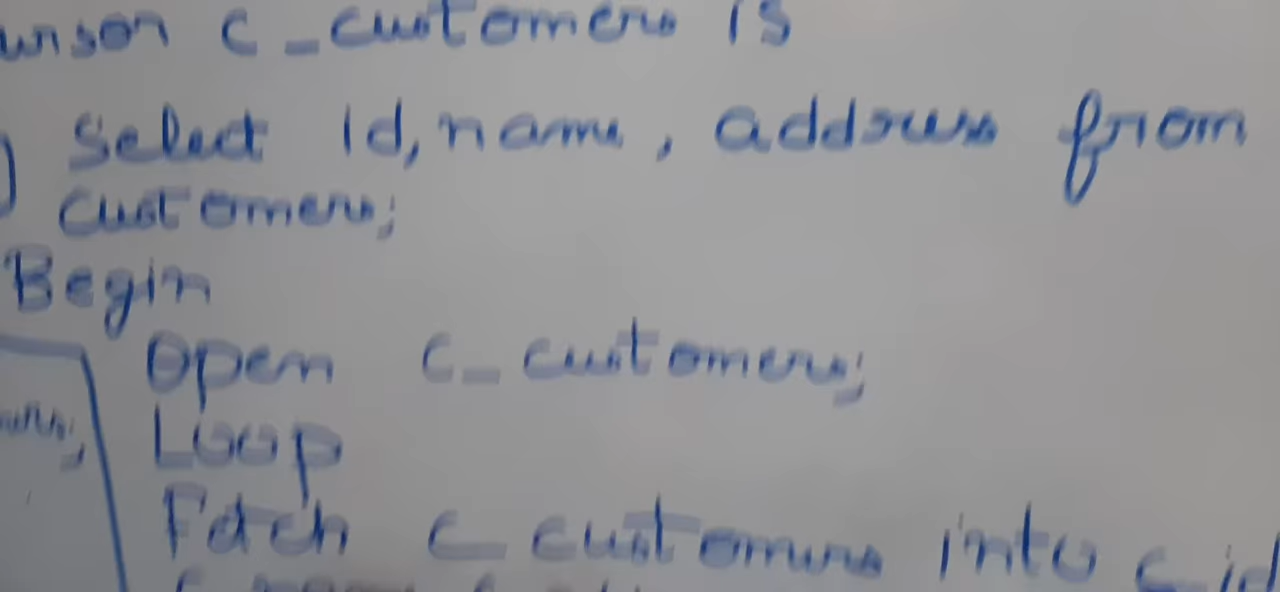 cursor c_customers is
Select id, name, address from
customers;
Begin
Open c_customers;
Loop
Fetch c_customers into c_id